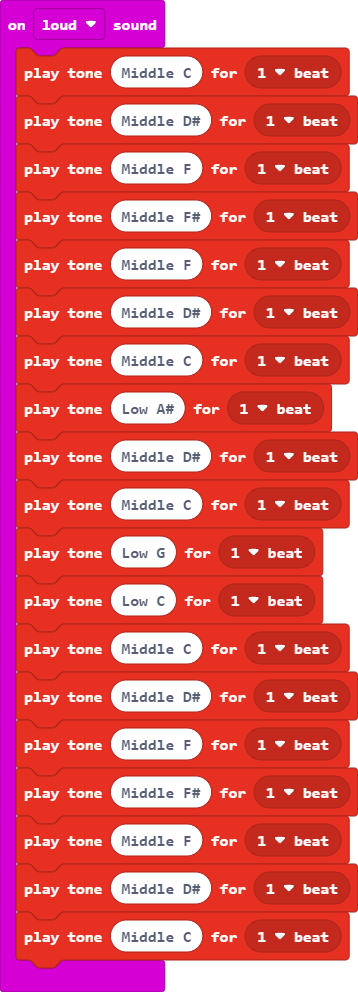 on loud sound
play tone Middle C for 1 beat
play tone Middle D# for 1 beat
play tone Middle F for 1 beat
play tone Middle F# for 1 beat
play tone Middle F for 1 beat
play tone Middle D# for 1 beat
play tone Middle C for 1 beat
play tone Low A# for 1 beat
play tone Middle D# for 1 beat
play tone Middle C for 1 beat
play tone Low G for 1 beat
play tone Low C for 1 beat
play tone Middle C for 1 beat
play tone Middle D# for 1 beat
play tone Middle F for 1 beat
play tone Middle F# for 1 beat
play tone Middle F for 1 beat
play tone Middle D# for 1 beat
play tone Middle C for 1 beat